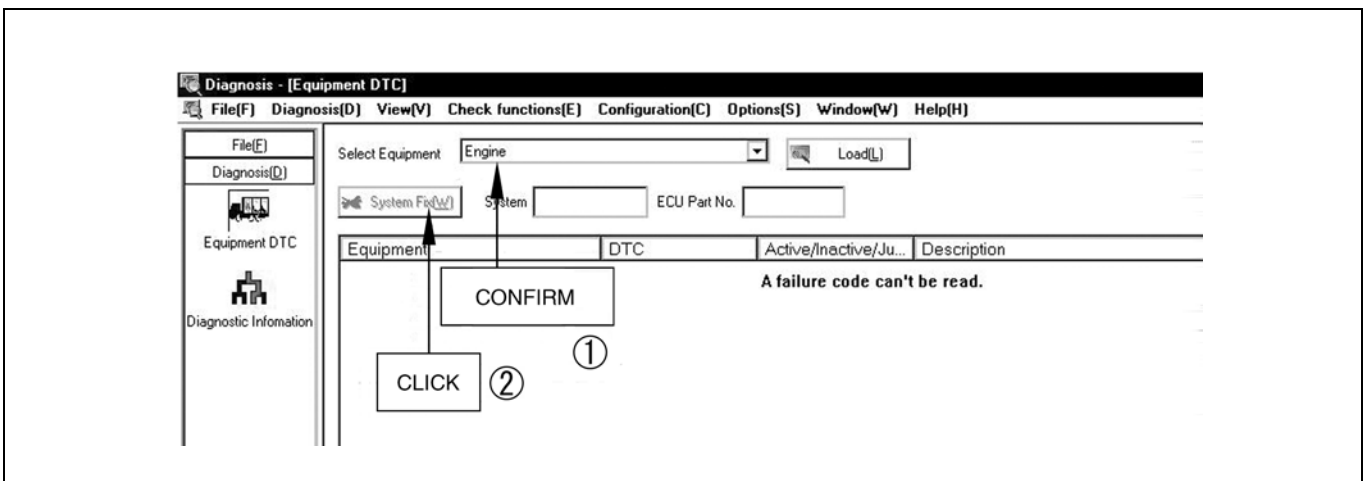 Diagnosis - [Equipment DTC]
File(F) Diagnosis(D) View(V) Check functions(E) Configuration(C) Options(S) Window(W) Help(H)
File(F)
Diagnosis(D)
Equipment DTC
Diagnostic Infomation
Select Equipment Engine Load(L)
System Fix(W) System ECU Part No.
Equipment DTC Active/Inactive/Ju... Description
A failure code can't be read.
CONFIRM
①
CLICK ②